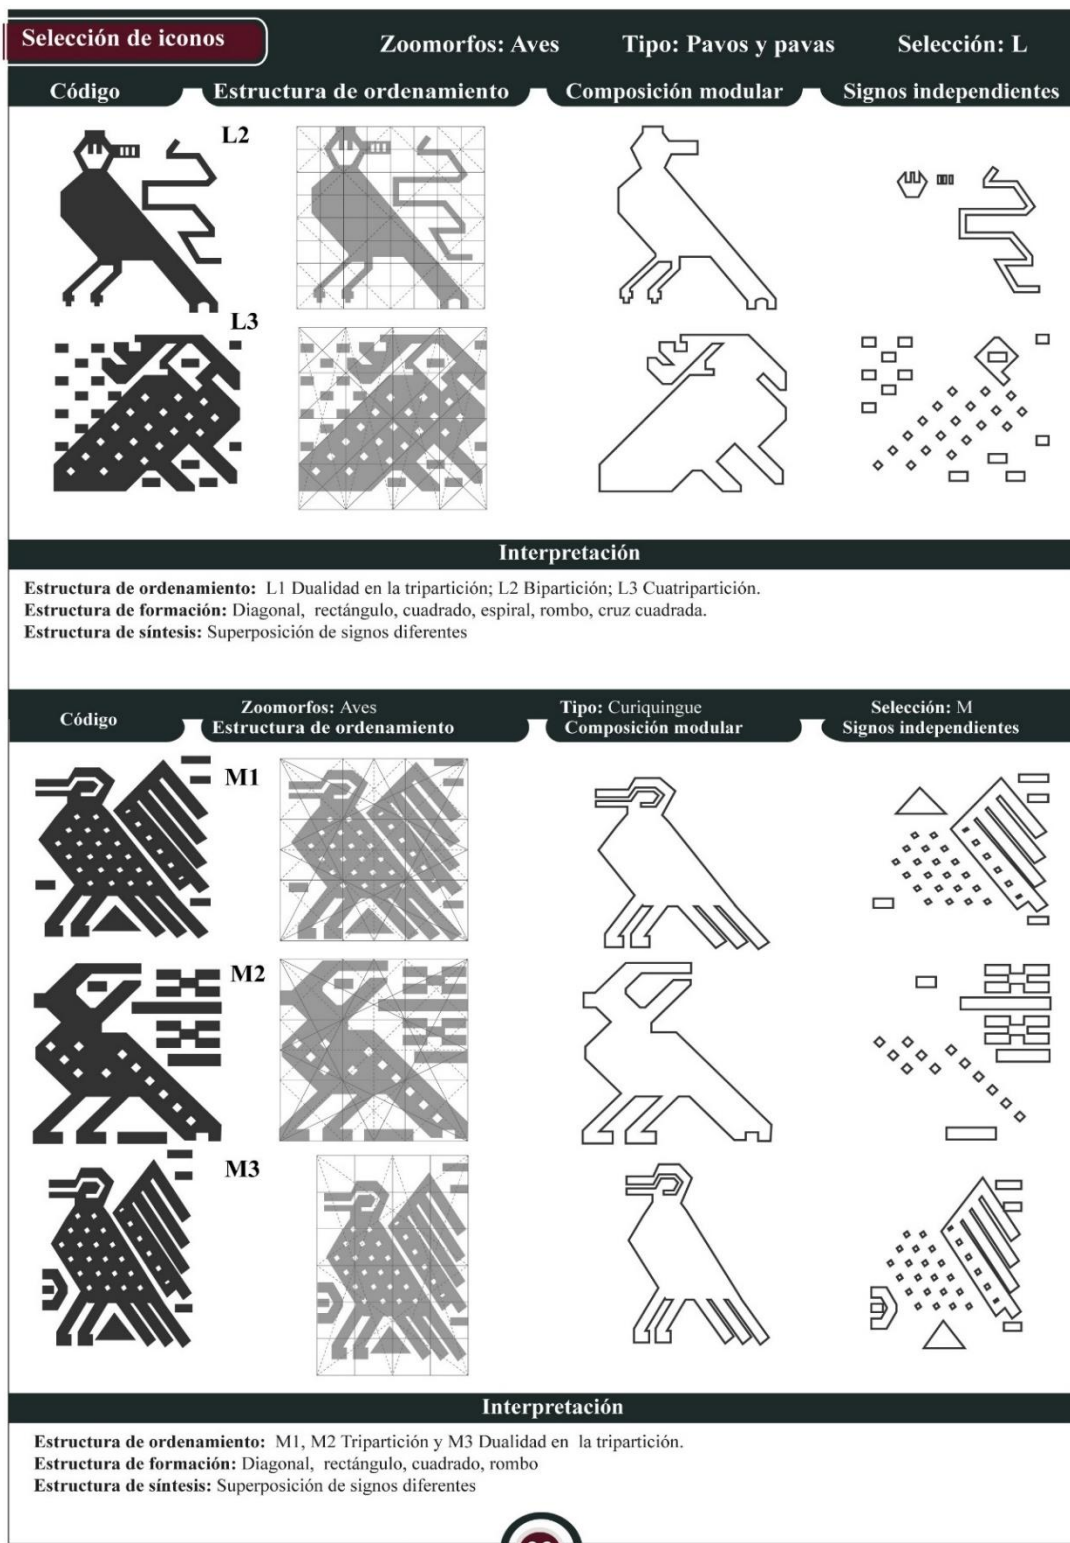 Selección de iconos
Zoomorfos: Aves Tipo: Pavos y pavas Selección: L
Código Estructura de ordenamiento Composición modular Signos independientes
L2
L3
Interpretación
Estructura de ordenamiento: L1 Dualidad en la tripartición; L2 Bipartición; L3 Cuatripartición.
Estructura de formación: Diagonal, rectángulo, cuadrado, espiral, rombo, cruz cuadrada.
Estructura de síntesis: Superposición de signos diferentes
Zoomorfos: Aves Tipo: Curiquingue Selección: M
Código Estructura de ordenamiento Composición modular Signos independientes
M1
M2
M3
Interpretación
Estructura de ordenamiento: M1, M2 Tripartición y M3 Dualidad en la tripartición.
Estructura de formación: Diagonal, rectángulo, cuadrado, rombo
Estructura de síntesis: Superposición de signos diferentes